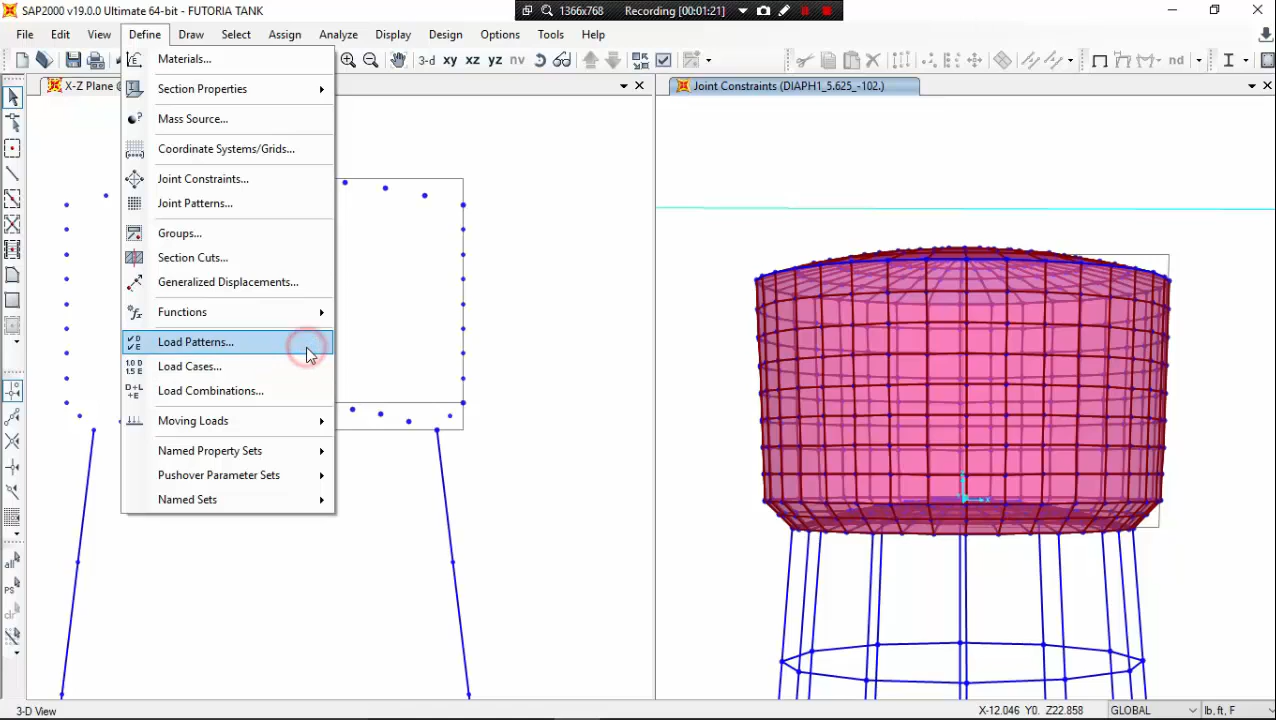 SAP2000 v19.0.0 Ultimate 64-bit - FUTORIA TANK
1366x768
Recording [00:01:21]
File Edit View Define Draw Select Assign Analyze Display Design Options Tools Help
3-d xy xz yz nv
nd
X-Z Plane @
Joint Constraints (DIAPH1_5.625_-102.)
Materials...
Section Properties
Mass Source...
Coordinate Systems/Grids...
Joint Constraints...
Joint Patterns...
Groups...
Section Cuts...
Generalized Displacements...
Functions
Load Patterns...
Load Cases...
Load Combinations...
Moving Loads
Named Property Sets
Pushover Parameter Sets
Named Sets
all
PS
clr
3-D View
X-12.046 Y0. Z22.858
GLOBAL
lb, ft, F